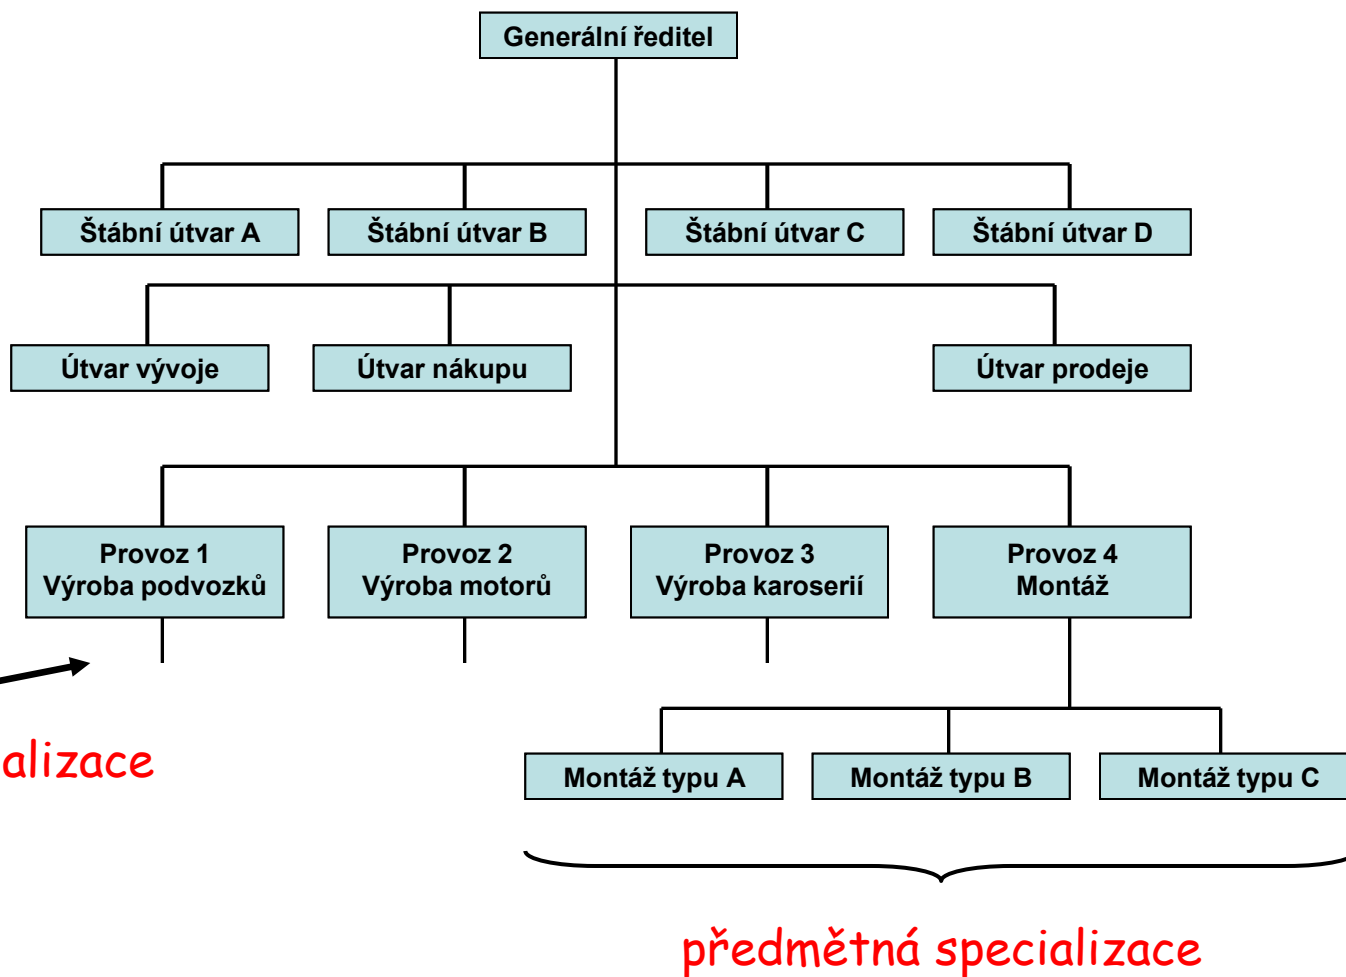 Generální ředitel
Štábní útvar A
Štábní útvar B
Štábní útvar C
Štábní útvar D
Útvar vývoje
Útvar nákupu
Útvar prodeje
Provoz 1
Výroba podvozků
Provoz 2
Výroba motorů
Provoz 3
Výroba karoserií
Provoz 4
Montáž
alizace
Montáž typu A
Montáž typu B
Montáž typu C
předmětná specializace